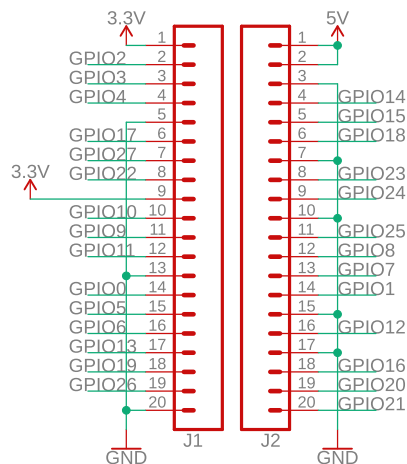 3.3V 5V
1 1
GPIO2 2 2
GPIO3 3 3
GPIO4 4 4 GPIO14
5 5 GPIO15
GPIO17 6 6 GPIO18
GPIO27 7 7
GPIO22 8 8 GPIO23
3.3V 9 9 GPIO24
GPIO10 10 10
GPIO9 11 11 GPIO25
GPIO11 12 12 GPIO8
13 13 GPIO7
GPIO0 14 14 GPIO1
GPIO5 15 15
GPIO6 16 16 GPIO12
GPIO13 17 17
GPIO19 18 18 GPIO16
GPIO26 19 19 GPIO20
20 20 GPIO21
J1 J2
GND GND